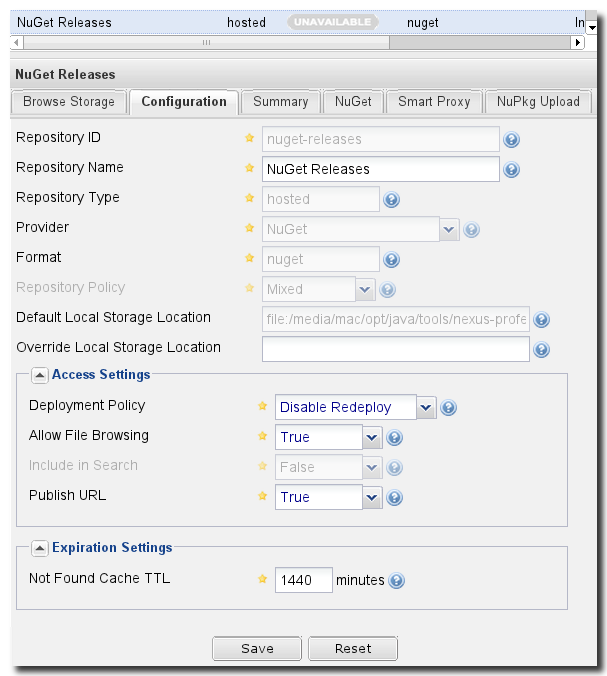 NuGet Releases hosted UNAVAILABLE nuget In
NuGet Releases
Browse Storage Configuration Summary NuGet Smart Proxy NuPkg Upload
Repository ID nuget-releases
Repository Name NuGet Releases
Repository Type hosted
Provider NuGet
Format nuget
Repository Policy Mixed
Default Local Storage Location file:/media/mac/opt/java/tools/nexus-profe
Override Local Storage Location
Access Settings
Deployment Policy Disable Redeploy
Allow File Browsing True
Include in Search False
Publish URL True
Expiration Settings
Not Found Cache TTL 1440 minutes
Save Reset